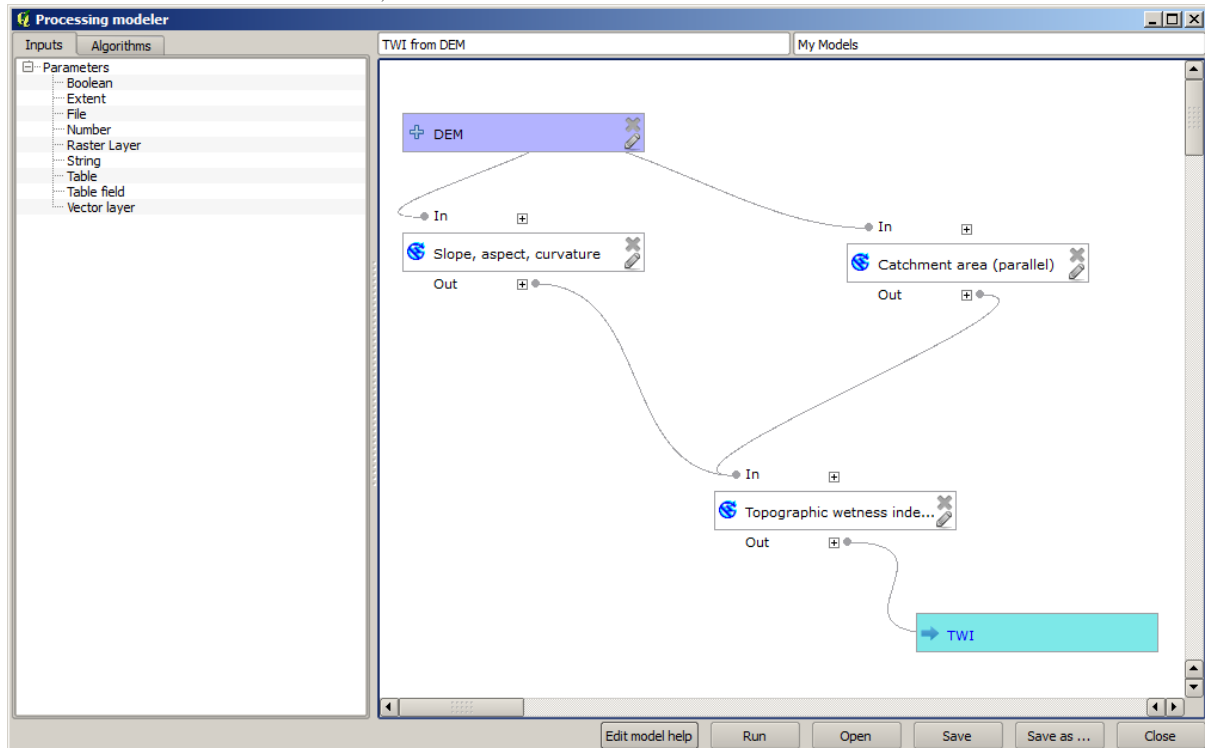 Processing modeler
Inputs
Algorithms
TWI from DEM
My Models
Parameters
Boolean
Extent
File
Number
Raster Layer
String
Table
Table field
Vector layer
DEM
In
Slope, aspect, curvature
Out
In
Catchment area (parallel)
Out
In
Topographic wetness inde...
Out
TWI
Edit model help
Run
Open
Save
Save as ...
Close